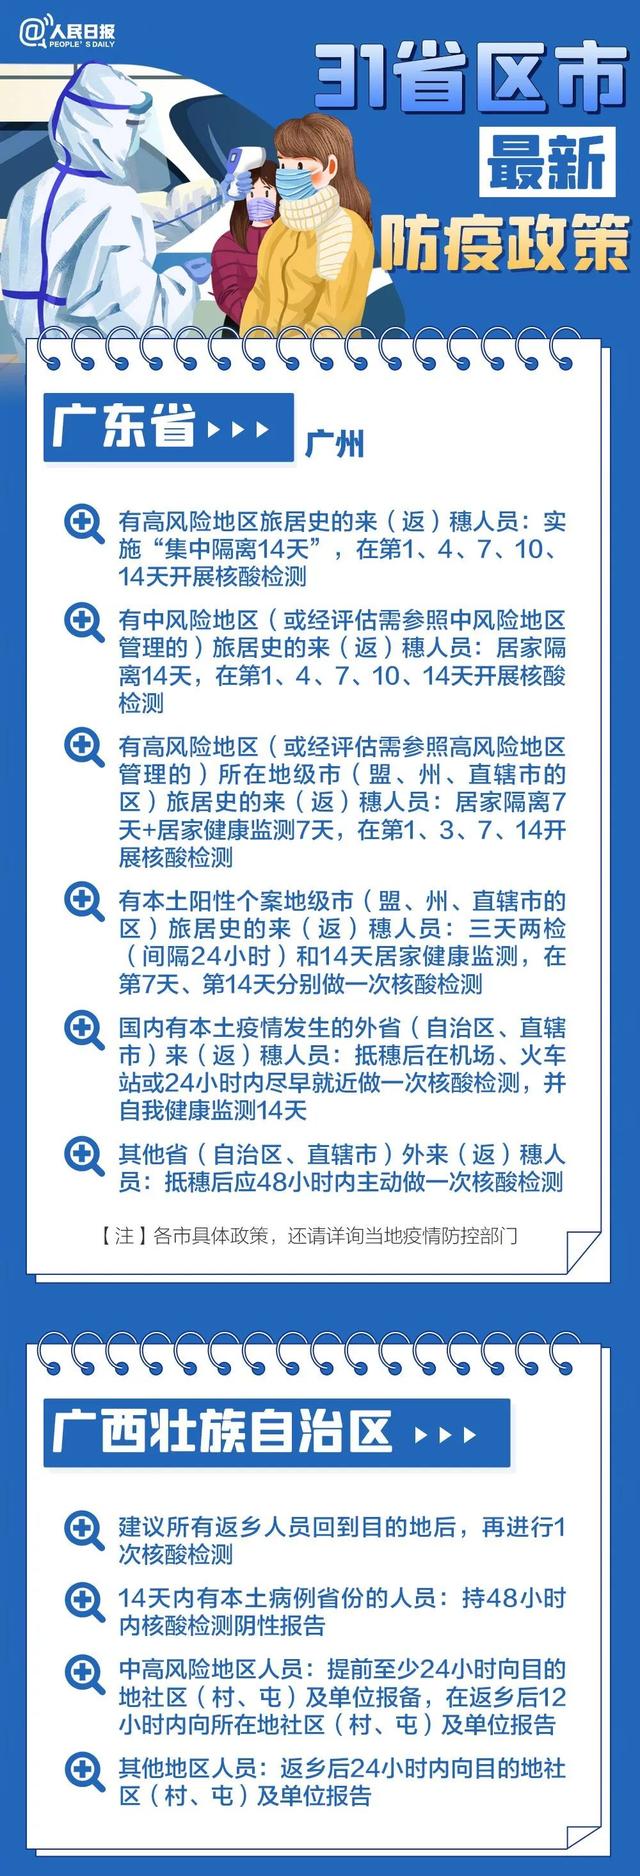 @人民日报
PEOPLE'S DAILY
31省区市
最新
防疫政策
广东省
广州
有高风险地区旅居史的来（返）穗人员：实
施“集中隔离14天”，在第1、4、7、10、
14天开展核酸检测
有中风险地区（或经评估需参照中风险地区
管理的）旅居史的来（返）穗人员：居家隔
离14天，在第1、4、7、10、14天开展核酸
检测
有高风险地区（或经评估需参照高风险地区
管理的）所在地级市（盟、州、直辖市的
区）旅居史的来（返）穗人员：居家隔离7
天+居家健康监测7天，在第1、3、7、14开
展核酸检测
有本土阳性个案地级市（盟、州、直辖市的
区）旅居史的来（返）穗人员：三天两检
（间隔24小时）和14天居家健康监测，在
第7天、第14天分别做一次核酸检测
国内有本土疫情发生的外省（自治区、直辖
市）来（返）穗人员：抵穗后在机场、火车
站或24小时内尽早就近做一次核酸检测，并
自我健康监测14天
其他省（自治区、直辖市）外来（返）穗人
员：抵穗后应48小时内主动做一次核酸检测
【注】各市具体政策，还请详询当地疫情防控部门
广西壮族自治区
建议所有返乡人员回到目的地后，再进行1
次核酸检测
14天内有本土病例省份的人员：持48小时
内核酸检测阴性报告
中高风险地区人员：提前至少24小时向目的
地社区（村、屯）及单位报备，在返乡后12
小时内向所在地社区（村、屯）及单位报告
其他地区人员：返乡后24小时内向目的地社
区（村、屯）及单位报告